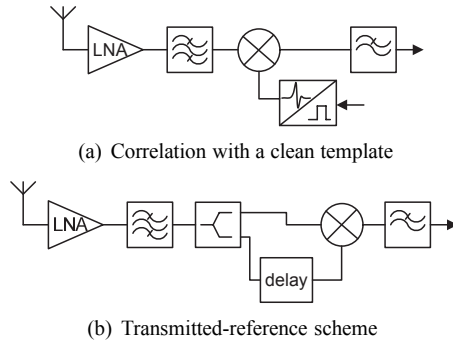 LNA
(a) Correlation with a clean template
LNA
delay
(b) Transmitted-reference scheme